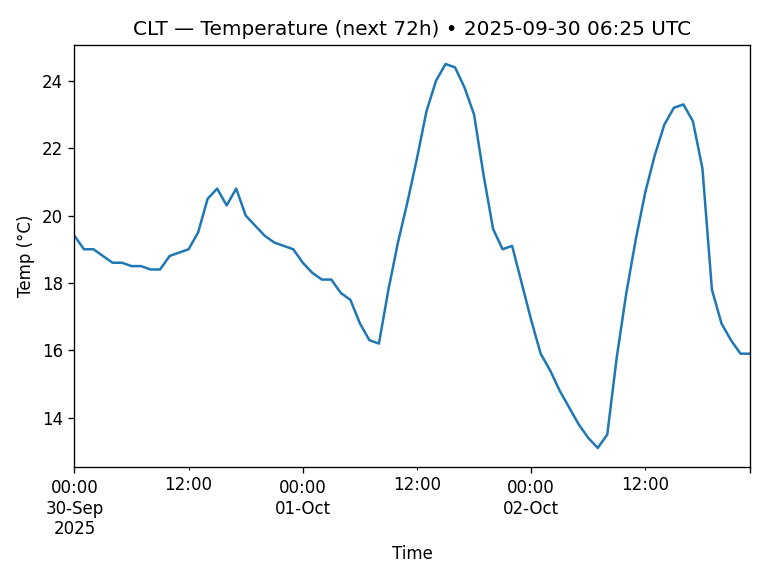 CLT — Temperature (next 72h) • 2025-09-30 06:25 UTC
24
22
20
18
16
14
Temp (°C)
00:00 12:00 00:00 12:00 00:00 12:00
30-Sep 01-Oct 02-Oct
2025
Time